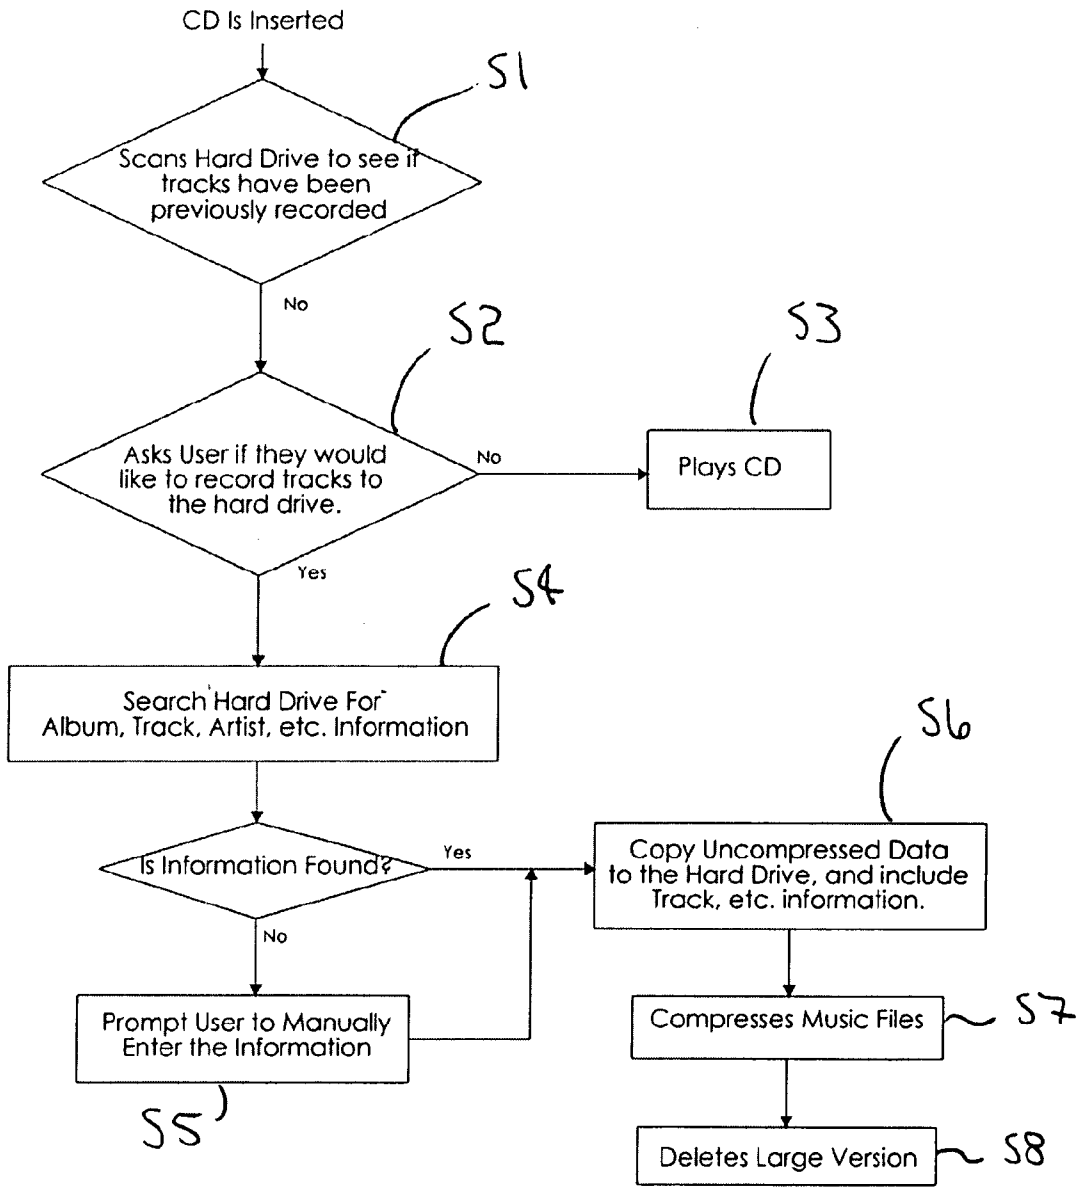 CD Is Inserted
S1
Scans Hard Drive to see if
tracks have been
previously recorded
No
S2
S3
Asks User if they would
like to record tracks to
the hard drive.
No
Plays CD
Yes
S4
Search Hard Drive For
Album, Track, Artist, etc. Information
S6
Is Information Found?
Yes
Copy Uncompressed Data
to the Hard Drive, and include
Track, etc. information.
No
Prompt User to Manually
Enter the Information
S5
Compresses Music Files
S7
Deletes Large Version
S8